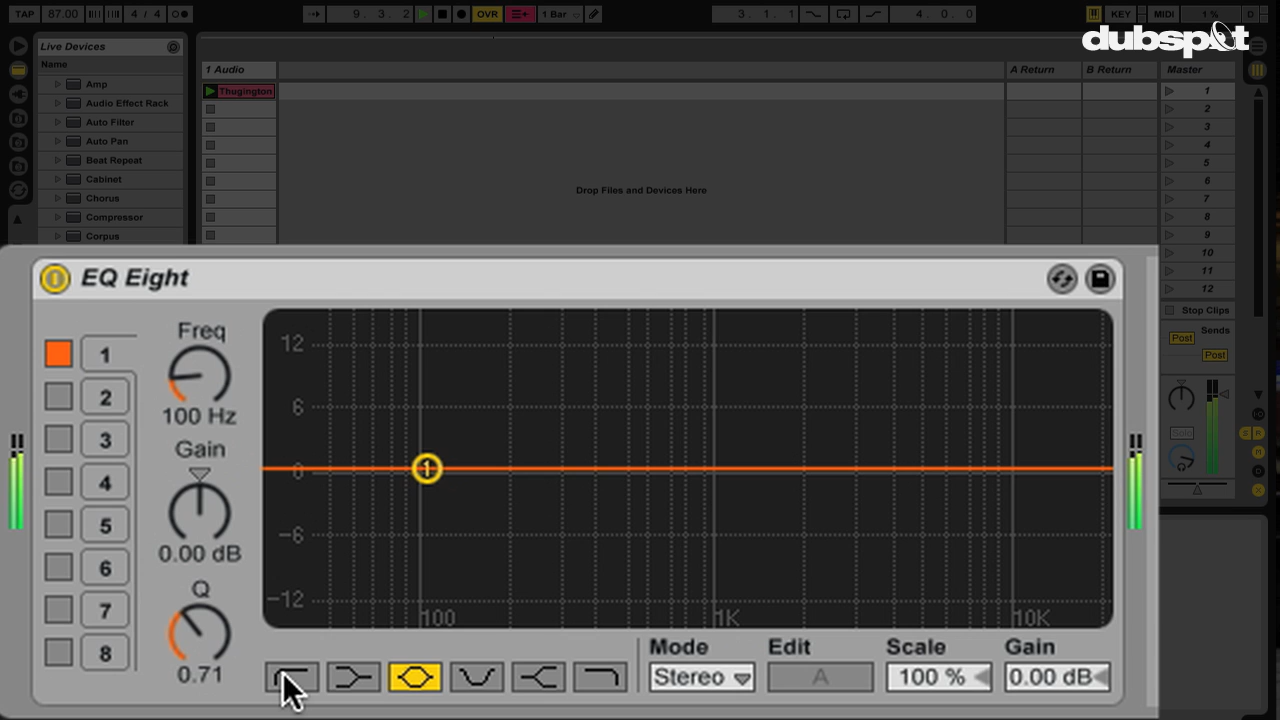 TAP 87.00 4 / 4 9. 3. 2 OVR 1 Bar 3. 1. 1 4. 0. 0 KEY MIDI 1 % D
dubspot
Live Devices
Name
Amp
Audio Effect Rack
Auto Filter
Auto Pan
Beat Repeat
Cabinet
Chorus
Compressor
Corpus
1 Audio A Return B Return Master
Thugington 1
2
3
4
5
6
7
8
9
10
11
12
Drop Files and Devices Here
Stop Clips
Sends
Post
Post
Solo
EQ Eight
1
2
3
4
5
6
7
8
Freq
100 Hz
Gain
0.00 dB
Q
0.71
12
6
0
-6
-12
1
100 1K 10K
Mode Edit Scale Gain
Stereo A 100 % 0.00 dB